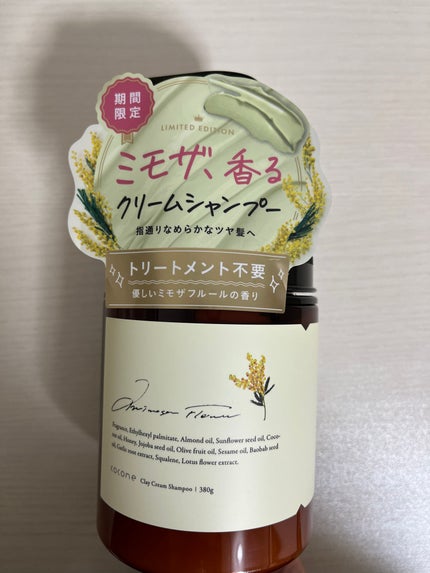 期間
限定
LIMITED EDITION
ミモザ、香る
クリームシャンプー
指通りなめらかなツヤ髪へ
トリートメント不要
優しいミモザフルールの香り
Fragrance, Ethylhexyl palmitate, Almond oil, Sunflower seed oil, Coco-
nut oil, Honey, Jojoba seed oil, Olive fruit oil, Sesame oil, Baobab seed
oil, Coffea root extract, Squalene, Lotus flower extract.
cocone Clay Cream Shampoo | 380g